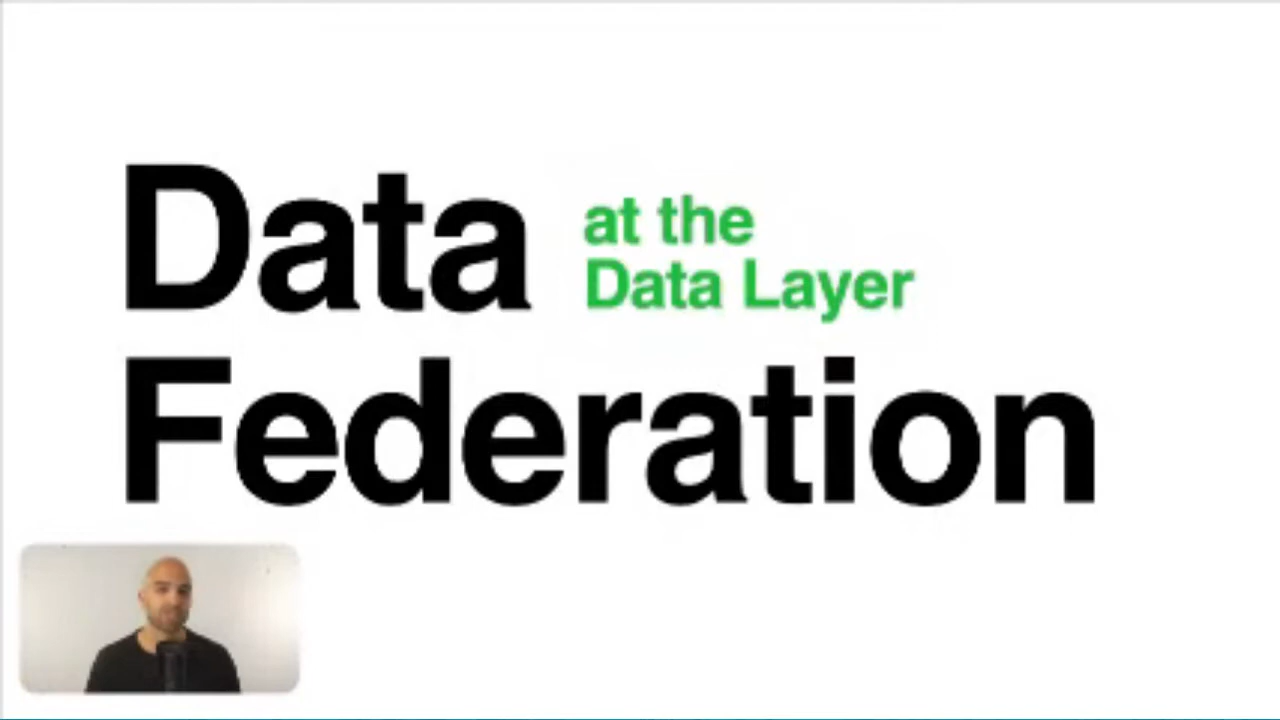 Data
at the
Data Layer
Federation